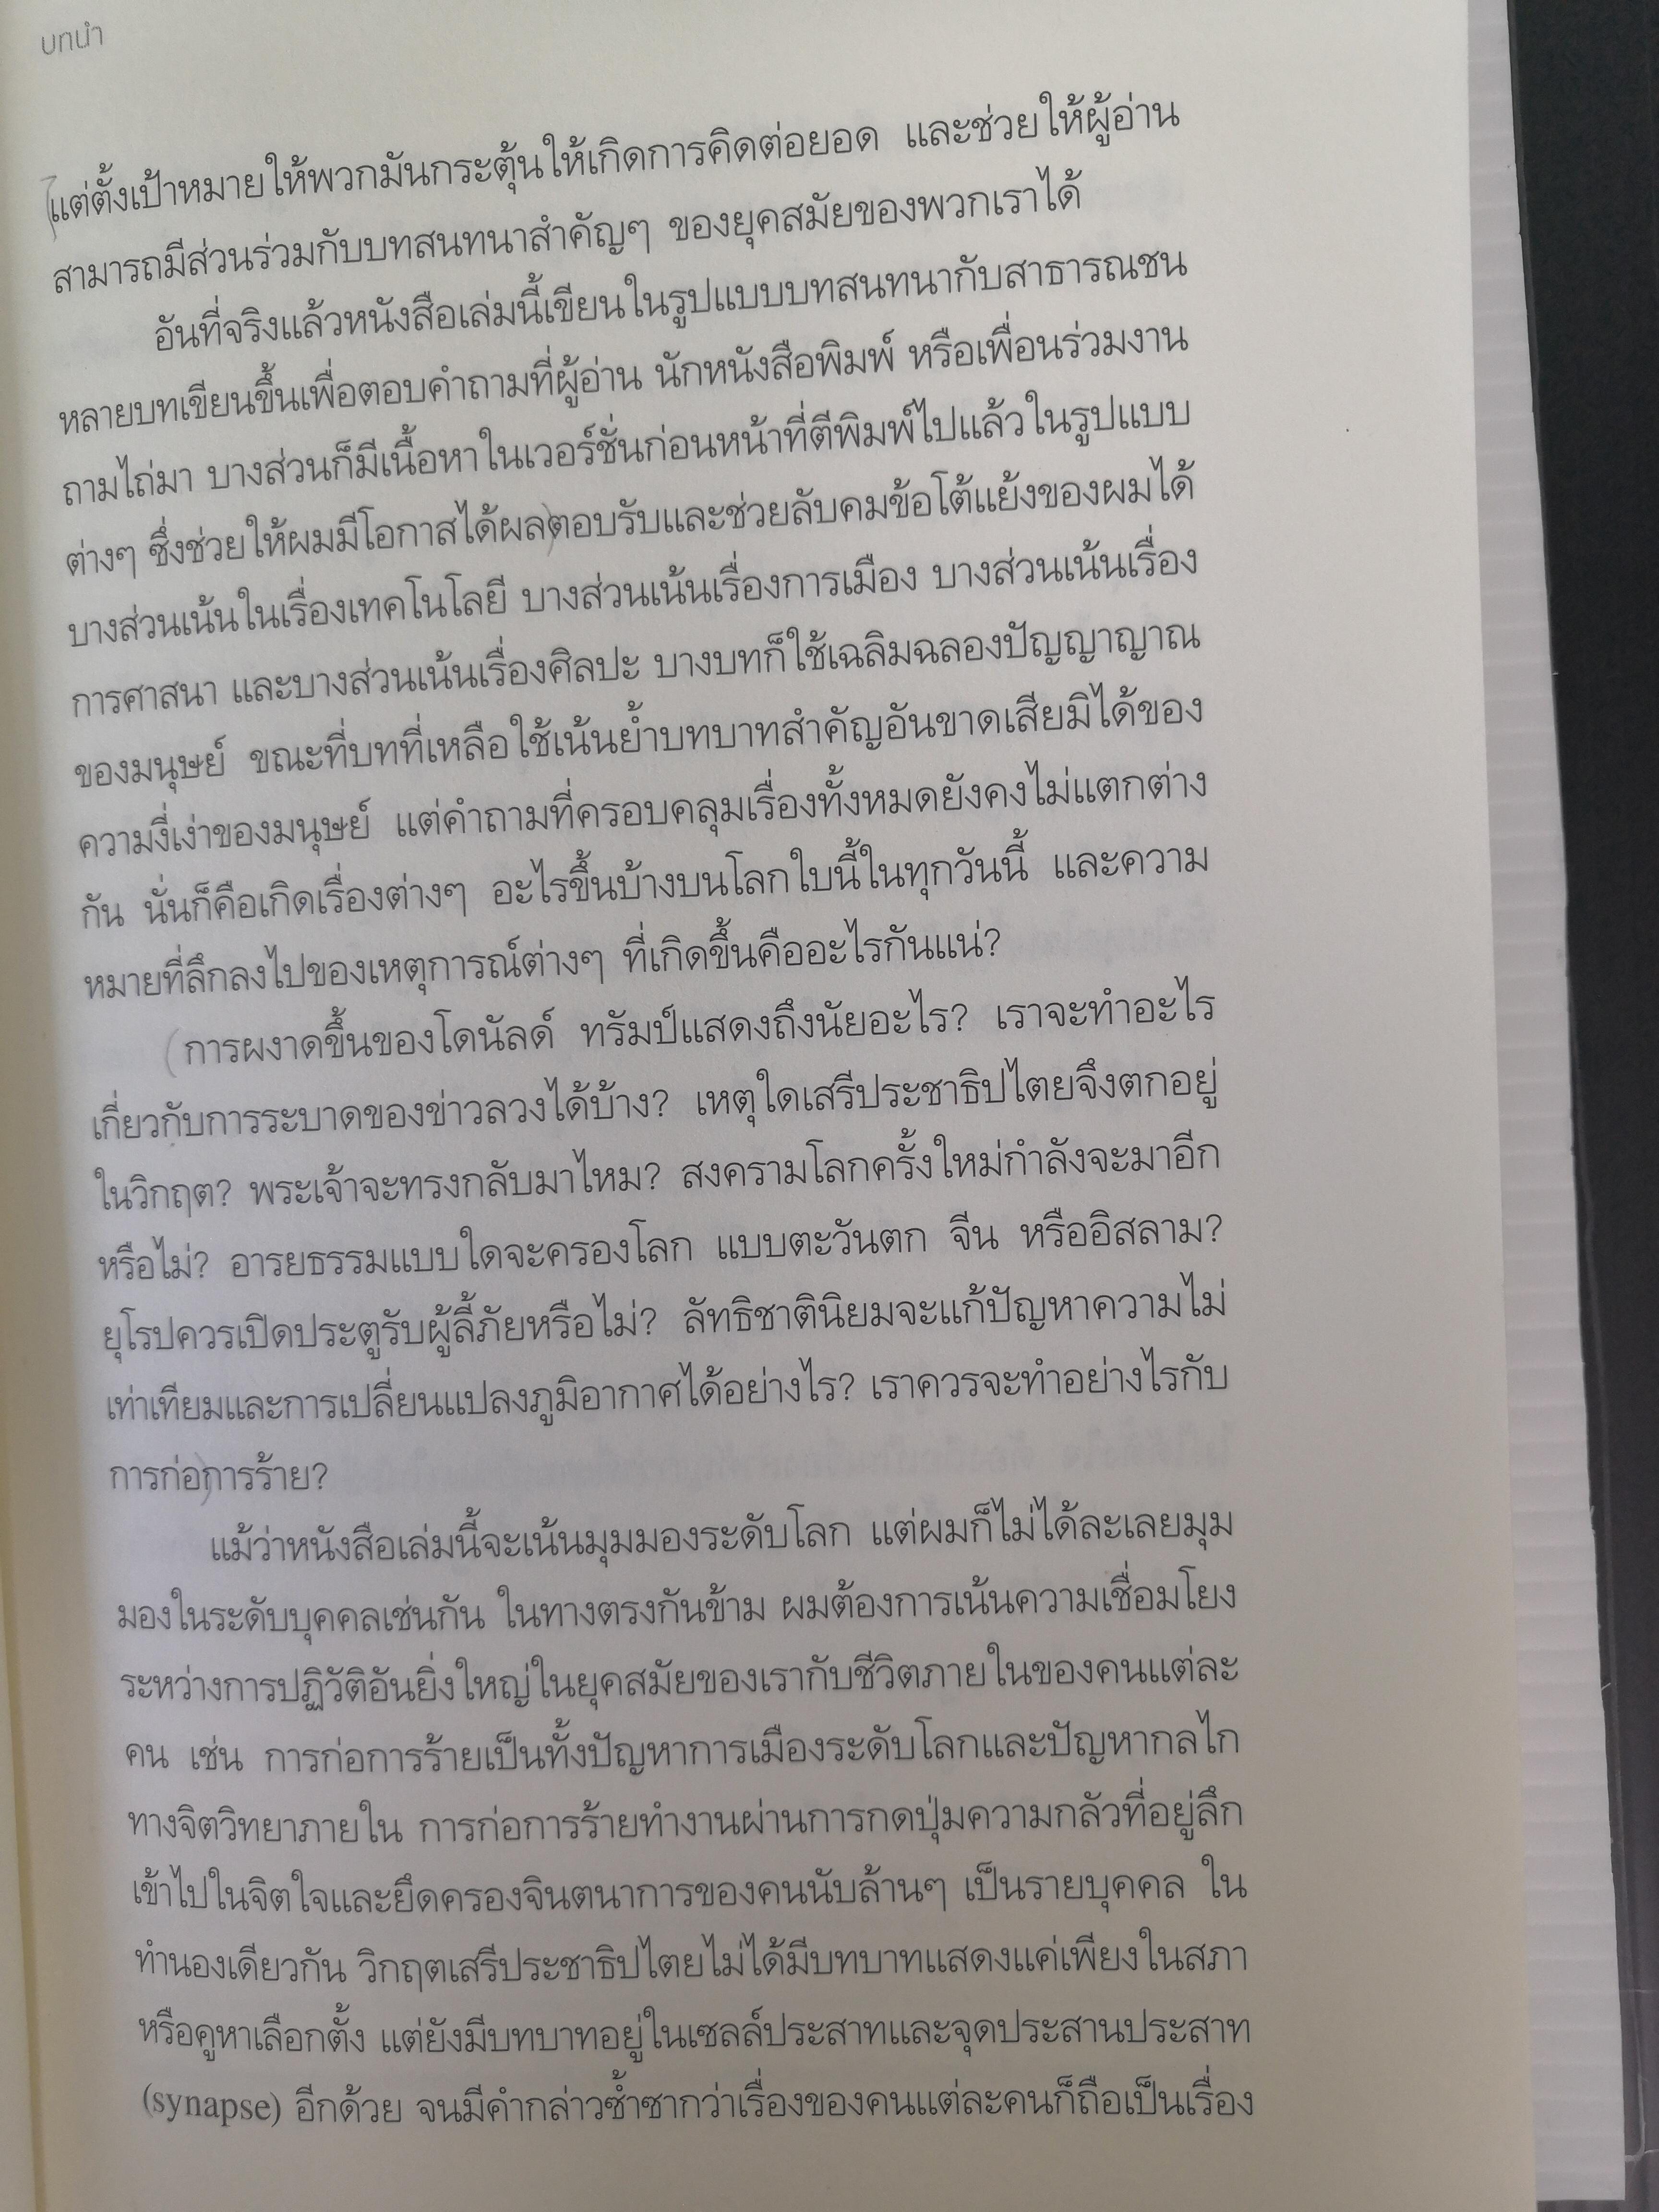 บทนำ
แต่ตั้งเป้าหมายให้พวกมันกระตุ้นให้เกิดการคิดต่อยอด และช่วยให้ผู้อ่าน
สามารถมีส่วนร่วมกับบทสนทนาสำคัญๆ ของยุคสมัยของพวกเราได้
อันที่จริงแล้วหนังสือเล่มนี้เขียนในรูปแบบบทสนทนากับสาธารณชน
หลายบทเขียนขึ้นเพื่อตอบคำถามที่ผู้อ่าน นักหนังสือพิมพ์ หรือเพื่อนร่วมงาน
ถามไถ่มา บางส่วนก็มีเนื้อหาในเวอร์ชั่นก่อนหน้าที่ตีพิมพ์ไปแล้วในรูปแบบ
ต่างๆ ซึ่งช่วยให้ผมมีโอกาสได้ผลตอบรับและช่วยลับคมข้อโต้แย้งของผมได้
บางส่วนเน้นในเรื่องเทคโนโลยี บางส่วนเน้นเรื่องการเมือง บางส่วนเน้นเรื่อง
การศาสนา และบางส่วนเน้นเรื่องศิลปะ บางบทก็ใช้เฉลิมฉลองปัญญาญาณ
ของมนุษย์ ขณะที่บทที่เหลือใช้เน้นย้ำบทบาทสำคัญอันขาดเสียมิได้ของ
ความงี่เง่าของมนุษย์ แต่คำถามที่ครอบคลุมเรื่องทั้งหมดยังคงไม่แตกต่าง
กัน นั่นก็คือเกิดเรื่องต่างๆ อะไรขึ้นบ้างบนโลกใบนี้ในทุกวันนี้ และความ
หมายที่ลึกลงไปของเหตุการณ์ต่างๆ ที่เกิดขึ้นคืออะไรกันแน่?
การผงาดขึ้นของโดนัลด์ ทรัมป์แสดงถึงนัยอะไร? เราจะทำอะไร
เกี่ยวกับการระบาดของข่าวลวงได้บ้าง? เหตุใดเสรีประชาธิปไตยจึงตกอยู่
ในวิกฤต? พระเจ้าจะทรงกลับมาไหม? สงครามโลกครั้งใหม่กำลังจะมาอีก
หรือไม่? อารยธรรมแบบใดจะครองโลก แบบตะวันตก จีน หรืออิสลาม?
ยุโรปควรเปิดประตูรับผู้ลี้ภัยหรือไม่? ลัทธิชาตินิยมจะแก้ปัญหาความไม่
เท่าเทียมและการเปลี่ยนแปลงภูมิอากาศได้อย่างไร? เราควรจะทำอย่างไรกับ
การก่อการร้าย?
แม้ว่าหนังสือเล่มนี้จะเน้นมุมมองระดับโลก แต่ผมก็ไม่ได้ละเลยมุม
มองในระดับบุคคลเช่นกัน ในทางตรงกันข้าม ผมต้องการเน้นความเชื่อมโยง
ระหว่างการปฏิวัติอันยิ่งใหญ่ในยุคสมัยของเรากับชีวิตภายในของคนแต่ละ
คน เช่น การก่อการร้ายเป็นทั้งปัญหาการเมืองระดับโลกและปัญหากลไก
ทางจิตวิทยาภายใน การก่อการร้ายทำงานผ่านการกดปุ่มความกลัวที่อยู่ลึก
เข้าไปในจิตใจและยึดครองจินตนาการของคนนับล้านๆ เป็นรายบุคคล ใน
ทำนองเดียวกัน วิกฤตเสรีประชาธิปไตยไม่ได้มีบทบาทแสดงแค่เพียงในสภา
หรือคูหาเลือกตั้ง แต่ยังมีบทบาทอยู่ในเซลล์ประสาทและจุดประสานประสาท
(synapse) อีกด้วย จนมีคำกล่าวซ้ำซากว่าเรื่องของคนแต่ละคนก็ถือเป็นเรื่อง